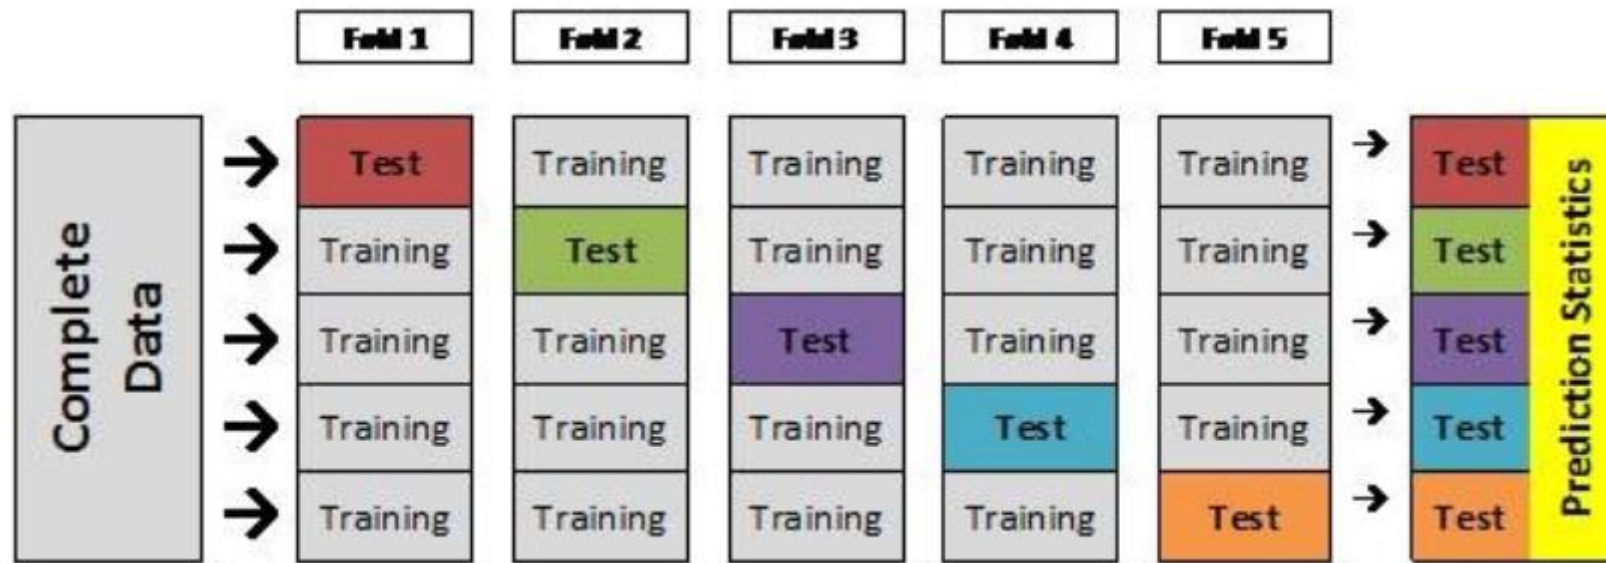 Fold 1 Fold 2 Fold 3 Fold 4 Fold 5
Complete
Data
Test Training Training Training Training Test
Training Test Training Training Training Test
Training Training Test Training Training Test
Training Training Training Test Training Test
Training Training Training Training Test Test
Prediction Statistics